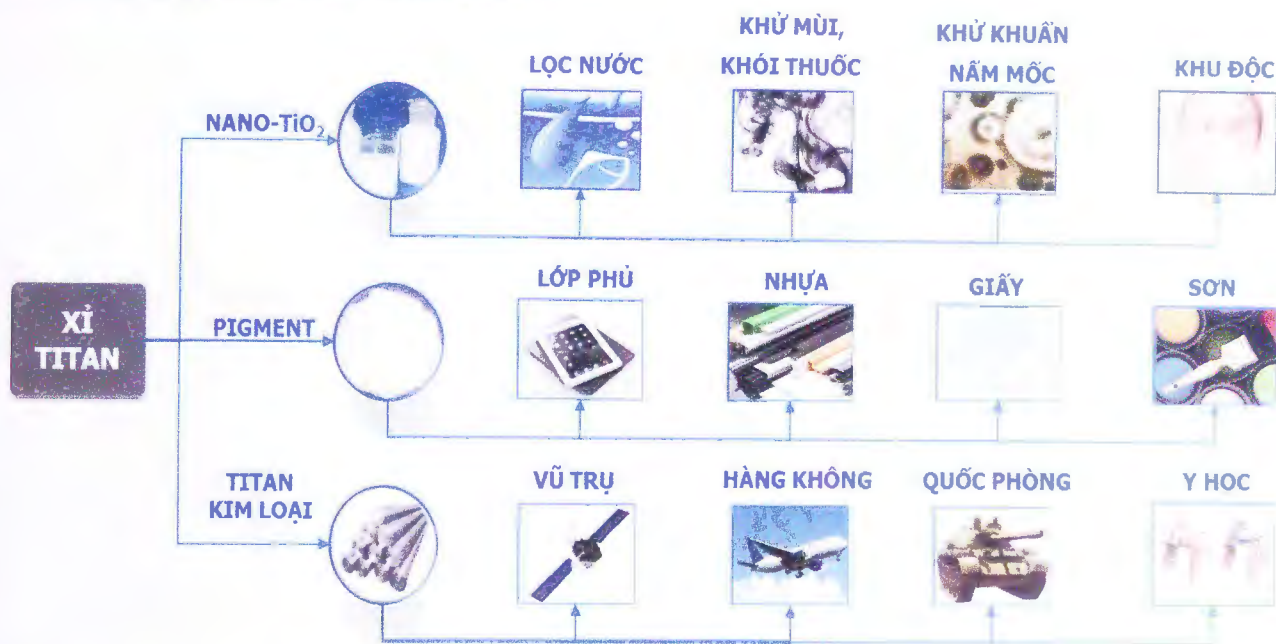 KHỬ MÙI,
KHÓI THUỐC
KHỬ KHUẨN
NẤM MỐC
LỌC NƯỚC
KHU ĐỘC
NANO-TiO₂
LỚP PHỦ
NHỰA
GIẤY
SƠN
XỈ
TITAN
PIGMENT
TITAN
KIM LOẠI
VŨ TRỤ
HÀNG KHÔNG
QUỐC PHÒNG
Y HOC